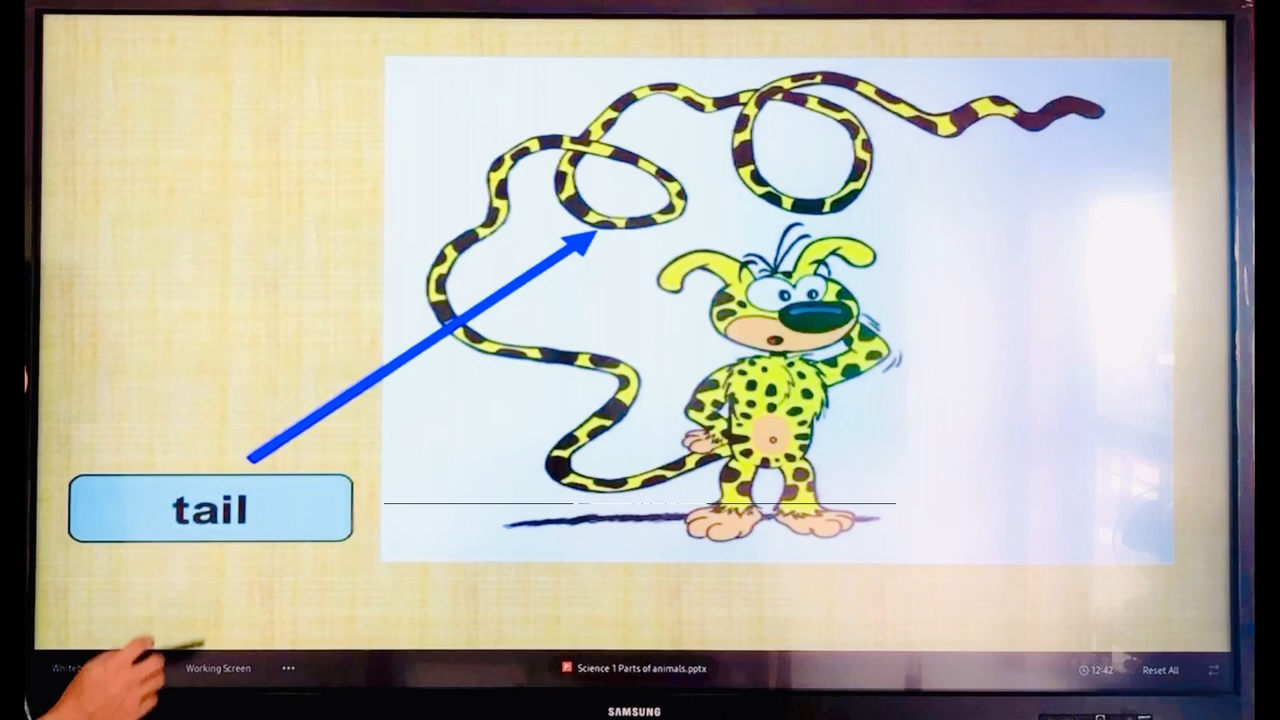 tail
Working Screen
Science 1 Parts of animals.pptx
12:42
Reset All
SAMSUNG